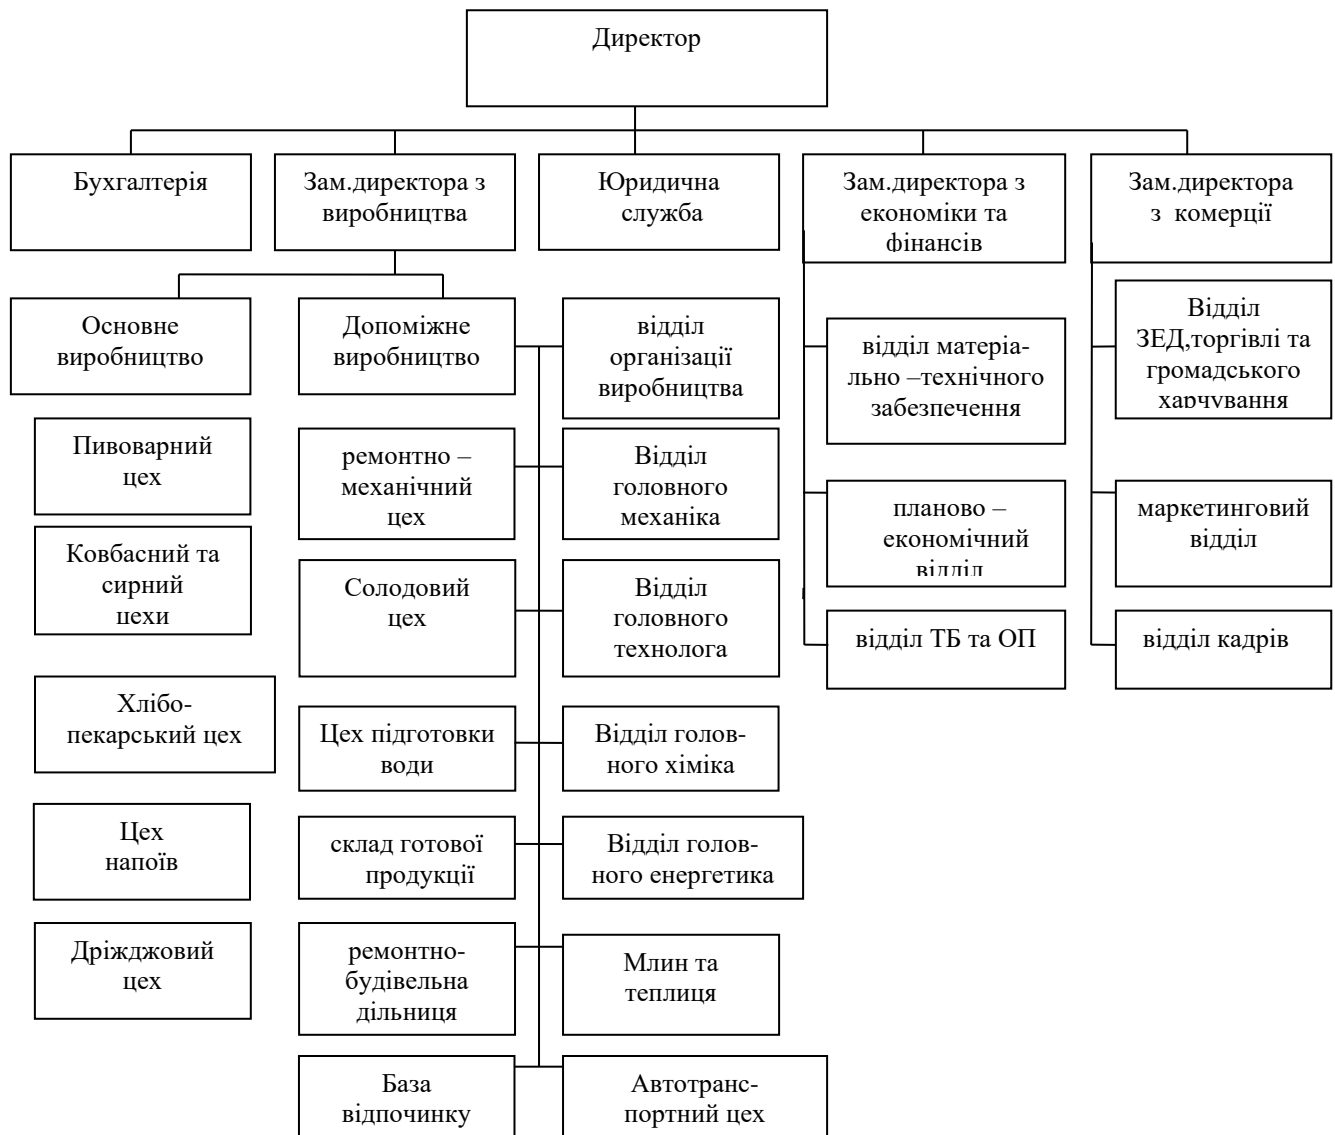 Директор
Бухгалтерія
Зам.директора з
виробництва
Юридична
служба
Зам.директора з
економіки та
фінансів
Зам.директора
з комерції
Основне
виробництво
Допоміжне
виробництво
відділ
організації
виробництва
відділ матеріа-
льно –технічного
забезпечення
Відділ
ЗЕД,торгівлі та
громадського
харчування
Пивоварний
цех
ремонтно –
механічний
цех
Відділ
головного
механіка
планово –
економічний
відділ
маркетинговий
відділ
Ковбасний та
сирний
цехи
Солодовий
цех
Відділ
головного
технолога
відділ ТБ та ОП
відділ кадрів
Хлібо-
пекарський цех
Цех підготовки
води
Відділ голов-
ного хіміка
Цех
напоїв
склад готової
продукції
Відділ голов-
ного енергетика
Дріжджовий
цех
ремонтно-
будівельна
дільниця
Млин та
теплиця
База
відпочинку
Автотранс-
портний цех